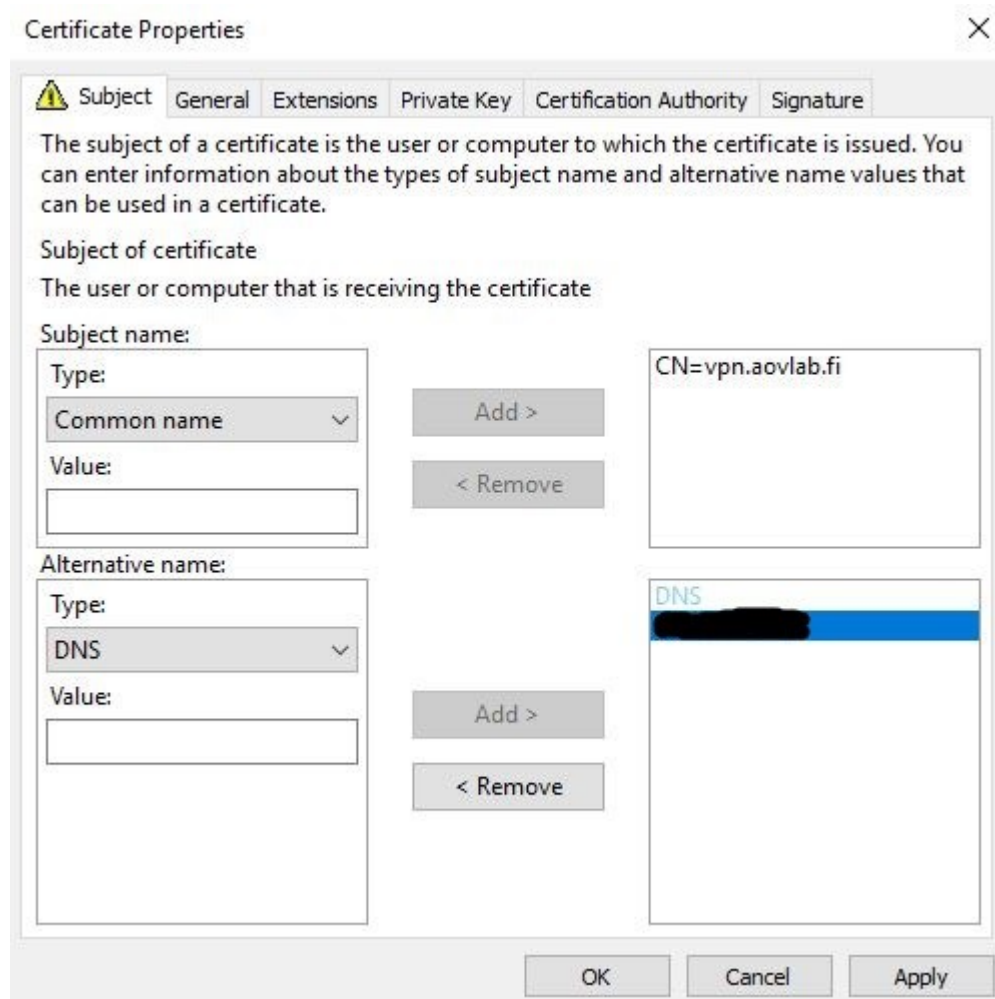 Certificate Properties
Subject General Extensions Private Key Certification Authority Signature
The subject of a certificate is the user or computer to which the certificate is issued. You
can enter information about the types of subject name and alternative name values that
can be used in a certificate.
Subject of certificate
The user or computer that is receiving the certificate
Subject name:
Type:
Common name
Value:
Add >
< Remove
CN=vpn.aovlab.fi
Alternative name:
Type:
DNS
Value:
Add >
< Remove
DNS
OK Cancel Apply